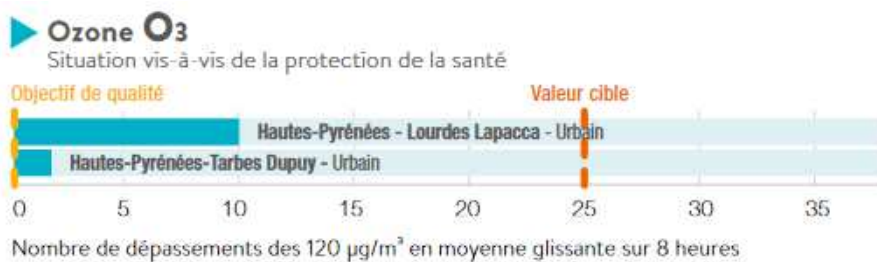 Ozone O3
Situation vis-à-vis de la protection de la santé
Objectif de qualité Valeur cible
Hautes-Pyrénées - Lourdes Lapacca - Urbain
Hautes-Pyrénées-Tarbes Dupuy - Urbain
0 5 10 15 20 25 30 35
Nombre de dépassements des 120 µg/m³ en moyenne glissante sur 8 heures